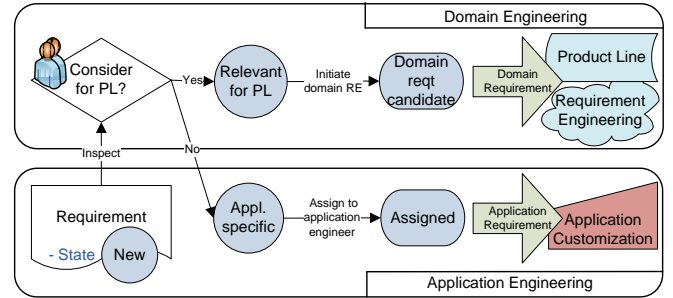 Domain Engineering
Consider
for PL?
Yes
Relevant
for PL
Initiate
domain RE
Domain
reqt
candidate
Domain
Requirement
Product Line
Requirement
Engineering
Inspect
No
Requirement
- State
New
Appl.
specific
Assign to
application
engineer
Assigned
Application
Requirement
Application
Customization
Application Engineering